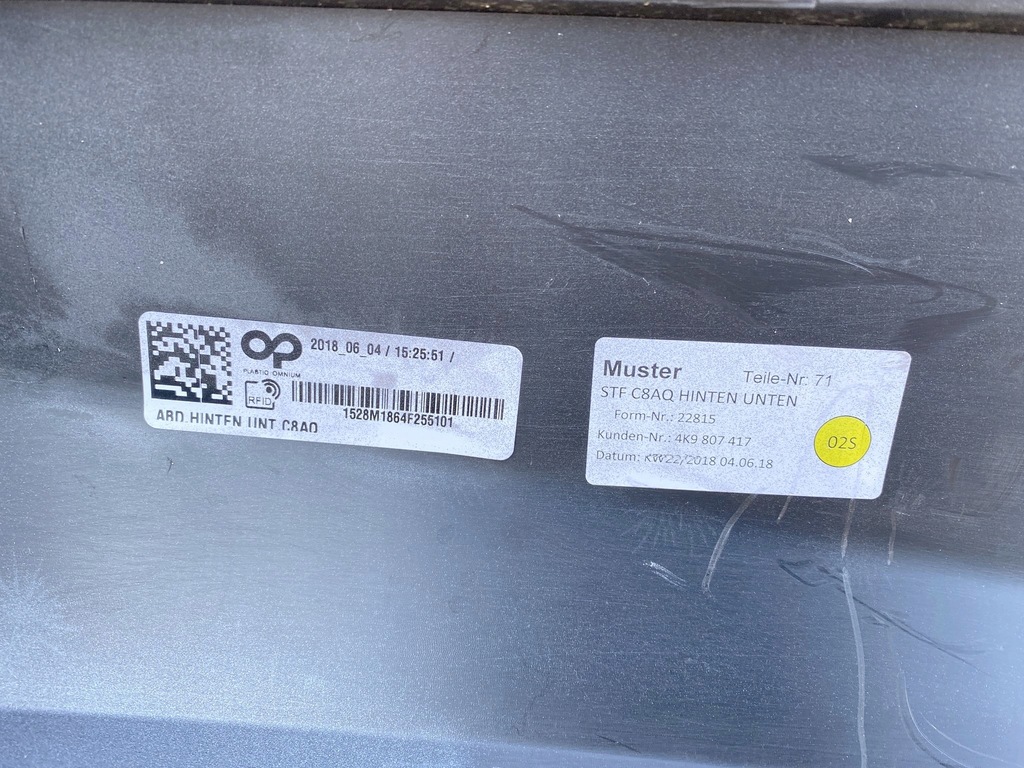 2018_06_04 / 15:25:51 /
PLASTIC OMNIUM
RFID
1528M1864F255101
ABD.HINTEN UNT C8AQ
Muster Teile-Nr: 71
STF C8AQ HINTEN UNTEN
Form-Nr.: 22815
Kunden-Nr.: 4K9 807 417
02S
Datum: KW22/2018 04.06.18